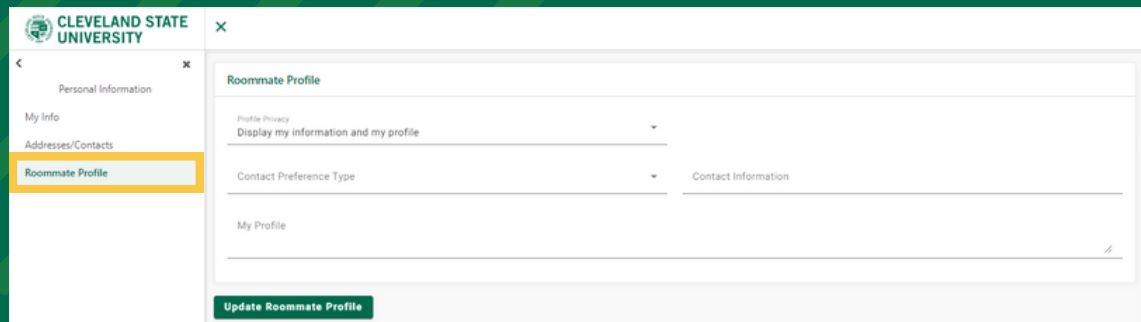 CLEVELAND STATE
UNIVERSITY
Personal Information
My Info
Addresses/Contacts
Roommate Profile
Roommate Profile
Profile Privacy
Display my information and my profile
Contact Preference Type
Contact Information
My Profile
Update Roommate Profile